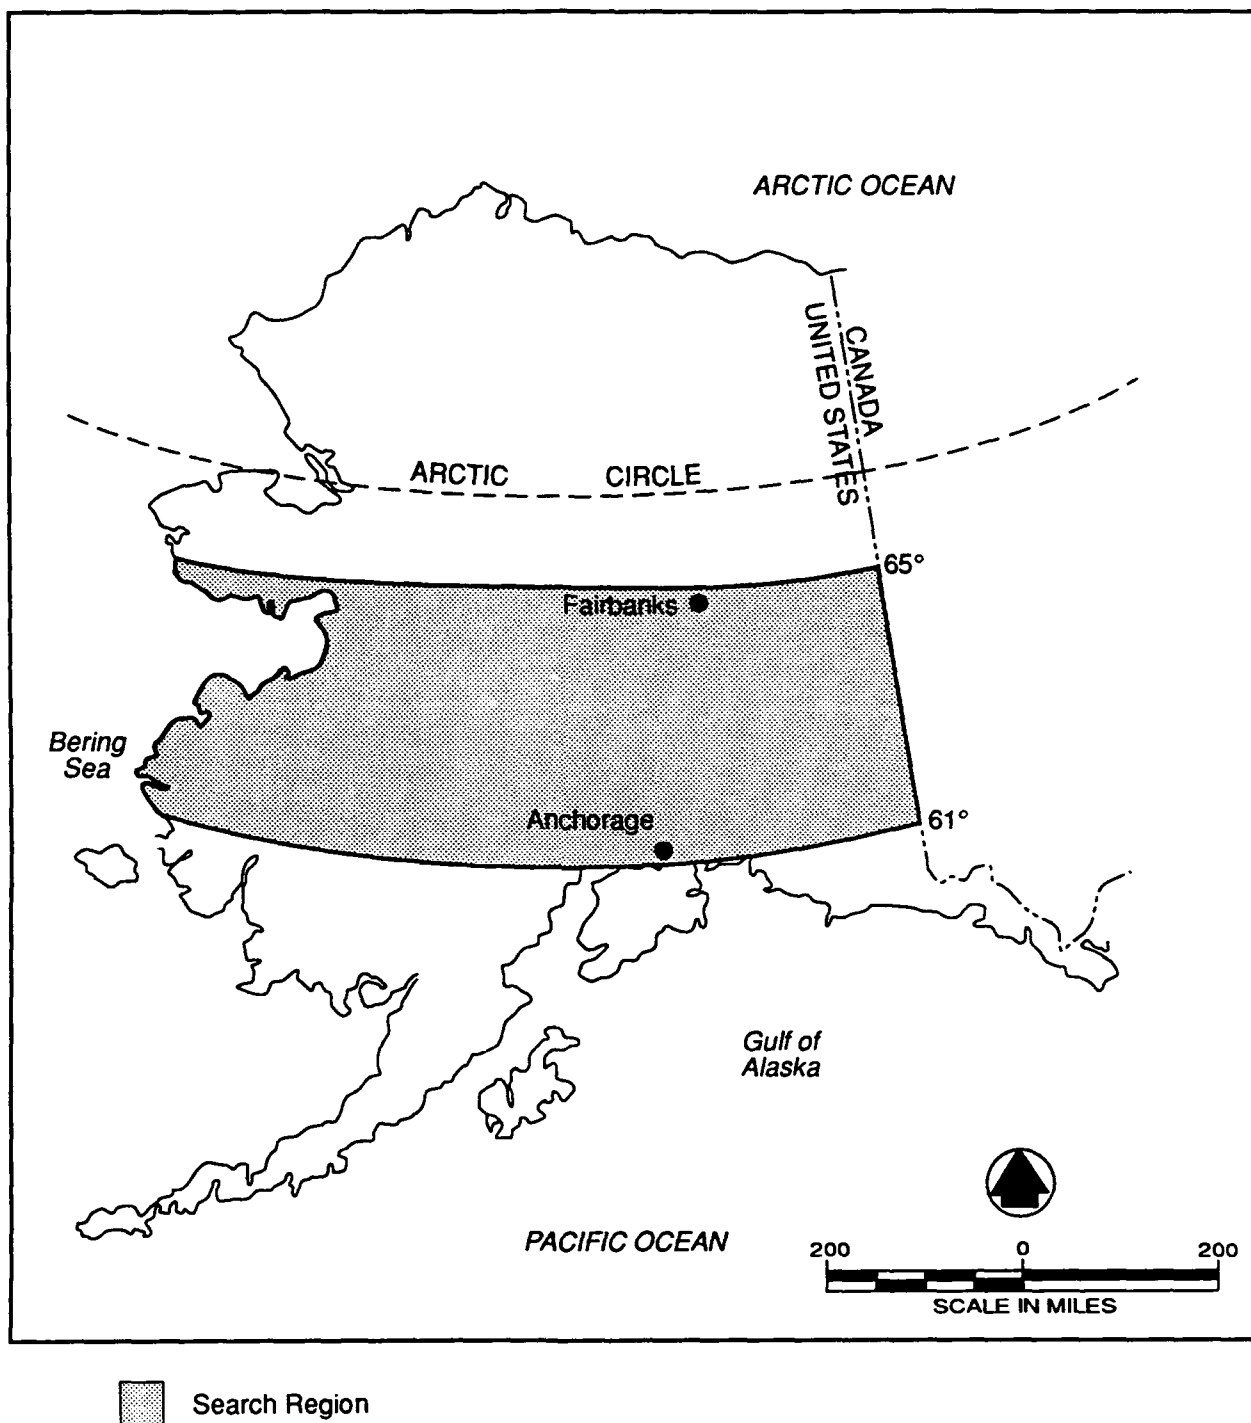 ARCTIC OCEAN
CANADA
UNITED STATES
ARCTIC CIRCLE
65°
Fairbanks
Bering
Sea
Anchorage
61°
Gulf of
Alaska
PACIFIC OCEAN
200 0 200
SCALE IN MILES
Search Region